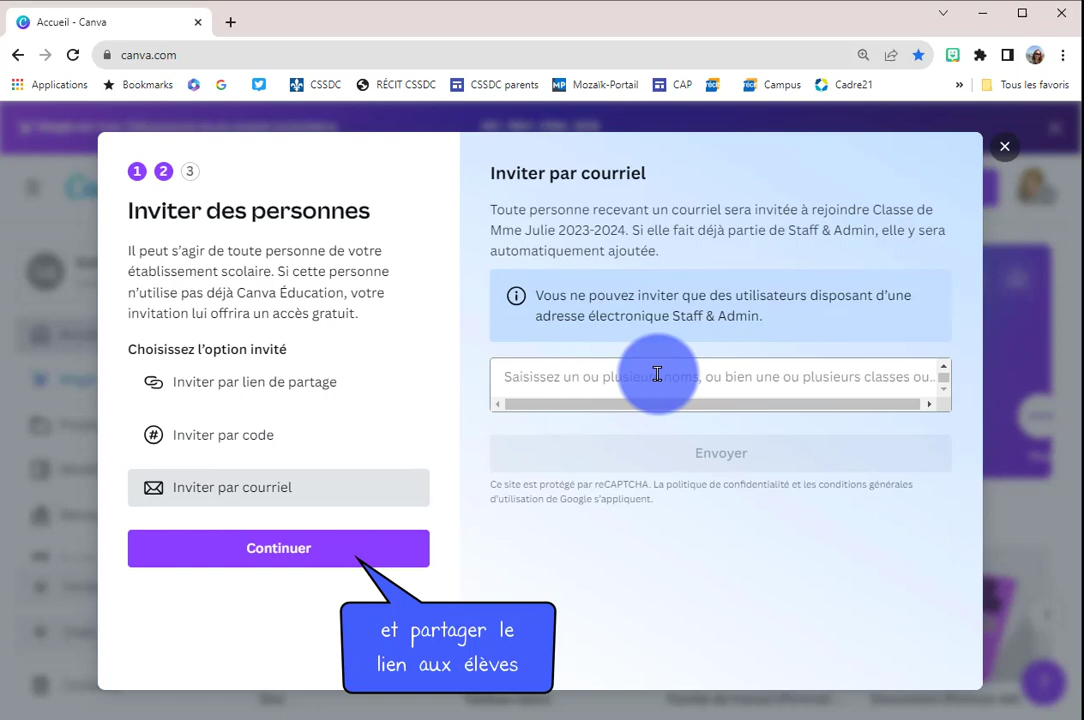 Accueil - Canva
canva.com
Applications
Bookmarks
CSSDC
RÉCIT CSSDC
CSSDC parents
Mozaïk-Portail
CAP
Campus
Cadre21
»
Tous les favoris
1 2 3
Inviter des personnes
Il peut s’agir de toute personne de votre
établissement scolaire. Si cette personne
n’utilise pas déjà Canva Éducation, votre
invitation lui offrira un accès gratuit.
Choisissez l’option invité
Inviter par lien de partage
Inviter par code
Inviter par courriel
Continuer
et partager le
lien aux élèves
Inviter par courriel
Toute personne recevant un courriel sera invitée à rejoindre Classe de
Mme Julie 2023-2024. Si elle fait déjà partie de Staff & Admin, elle y sera
automatiquement ajoutée.
Vous ne pouvez inviter que des utilisateurs disposant d’une
adresse électronique Staff & Admin.
Saisissez un ou plusieurs noms, ou bien une ou plusieurs classes ou...
Envoyer
Ce site est protégé par reCAPTCHA. La politique de confidentialité et les conditions générales
d’utilisation de Google s’appliquent.